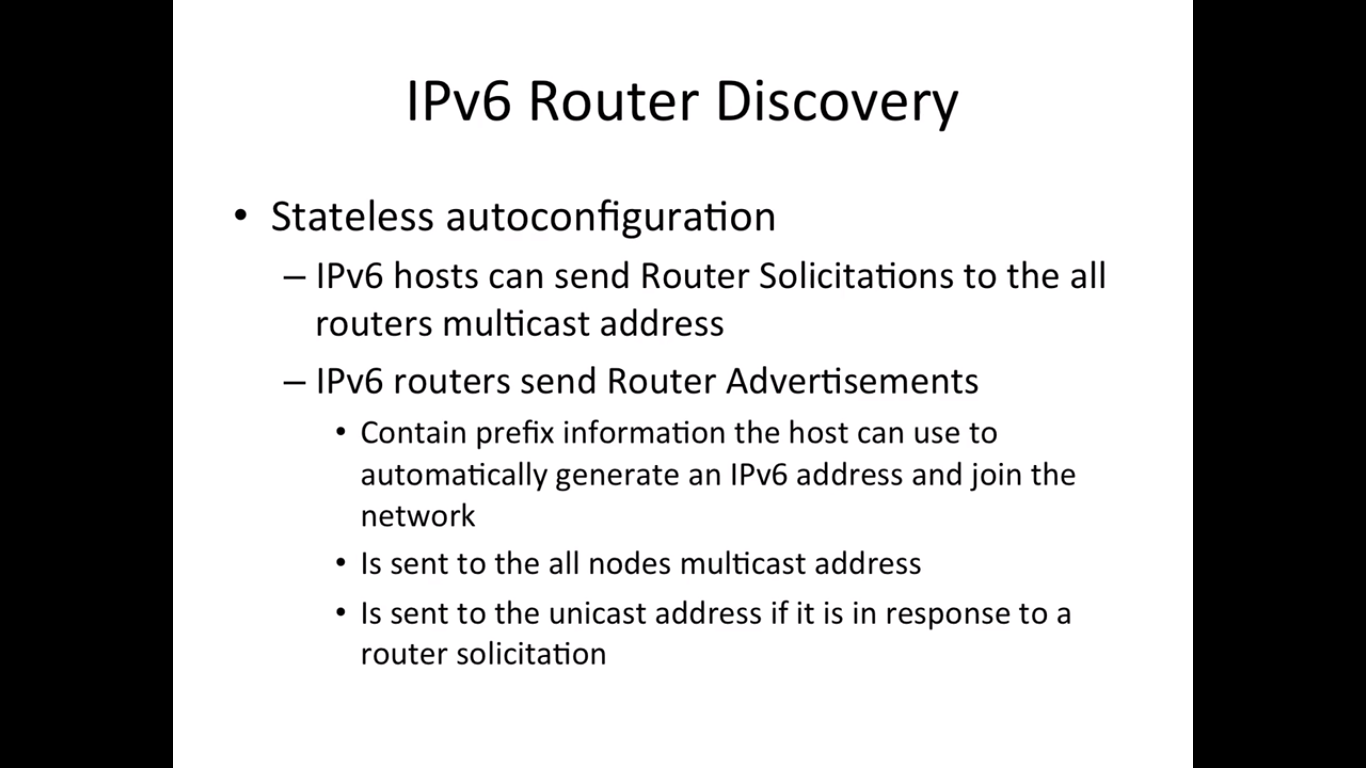 IPv6 Router Discovery
• Stateless autoconfiguration
– IPv6 hosts can send Router Solicitations to the all
routers multicast address
– IPv6 routers send Router Advertisements
• Contain prefix information the host can use to
automatically generate an IPv6 address and join the
network
• Is sent to the all nodes multicast address
• Is sent to the unicast address if it is in response to a
router solicitation